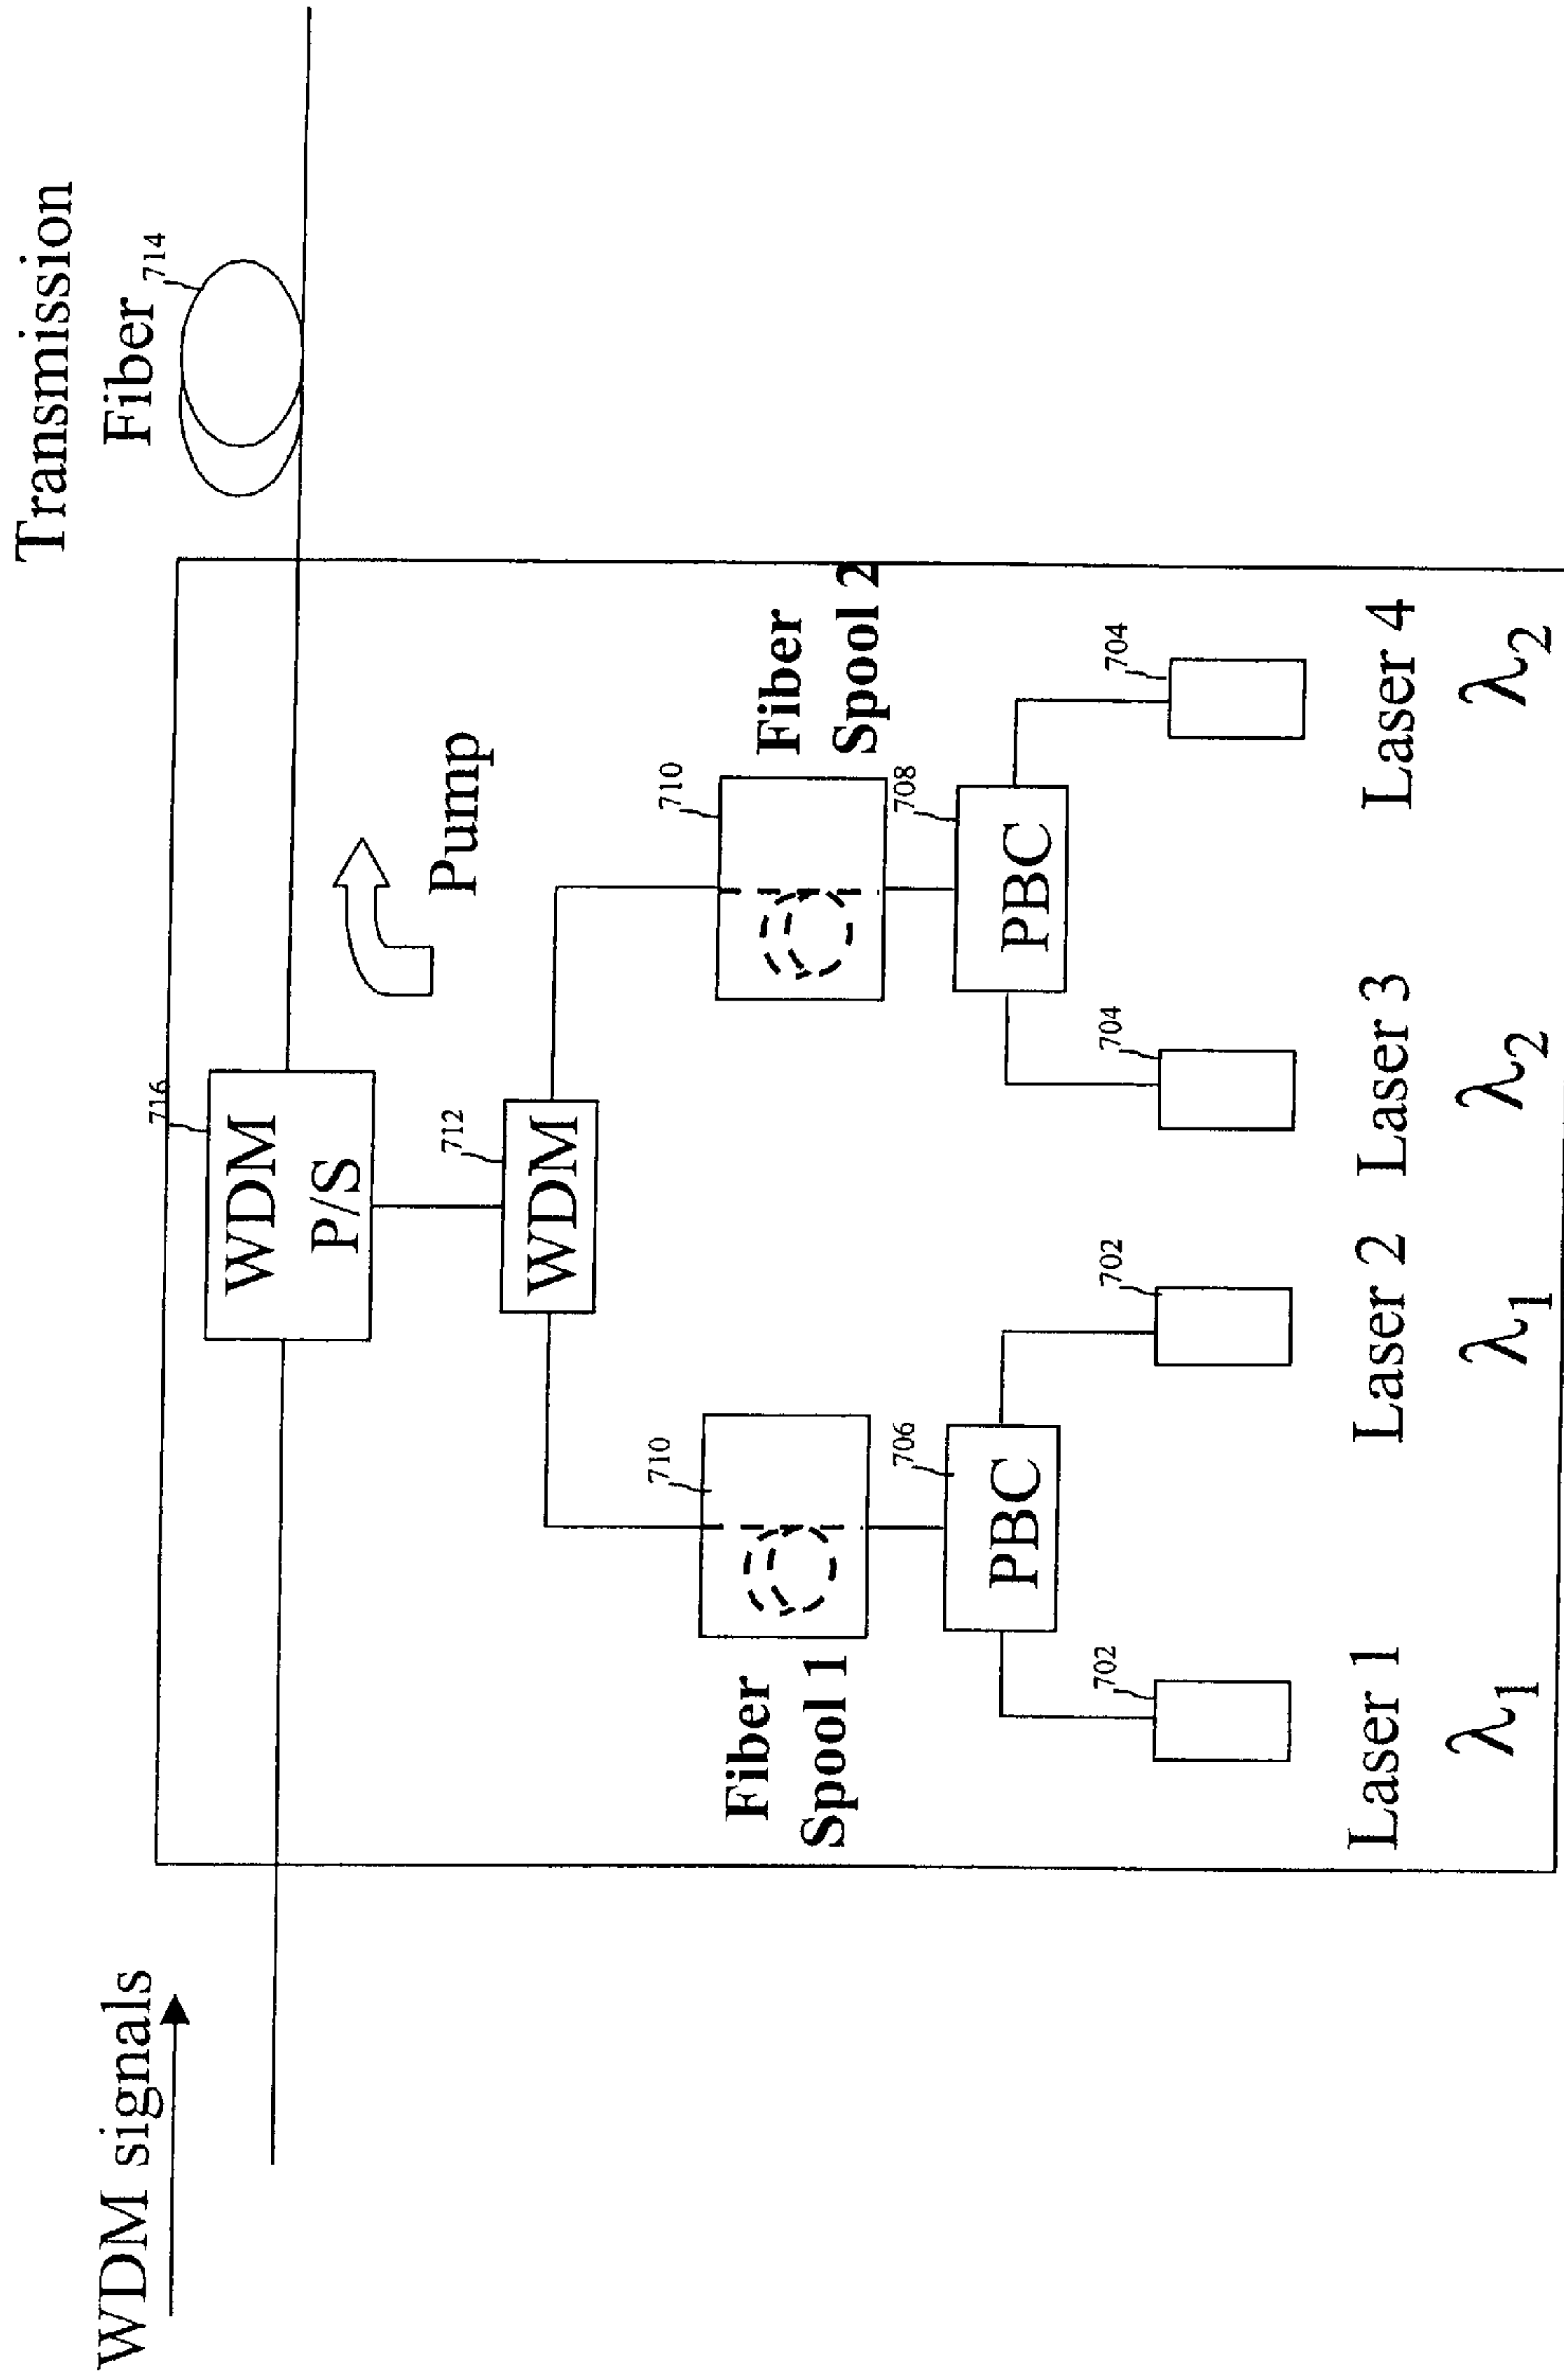 WDM signals
Transmission
Fiber
714
716
WDM
P/S
Pump
712
WDM
Fiber
Spool 1
710
710
Fiber
Spool 2
706
PBC
708
PBC
702
702
704
704
Laser 1
Laser 2
Laser 3
Laser 4
λ1
λ1
λ2
λ2